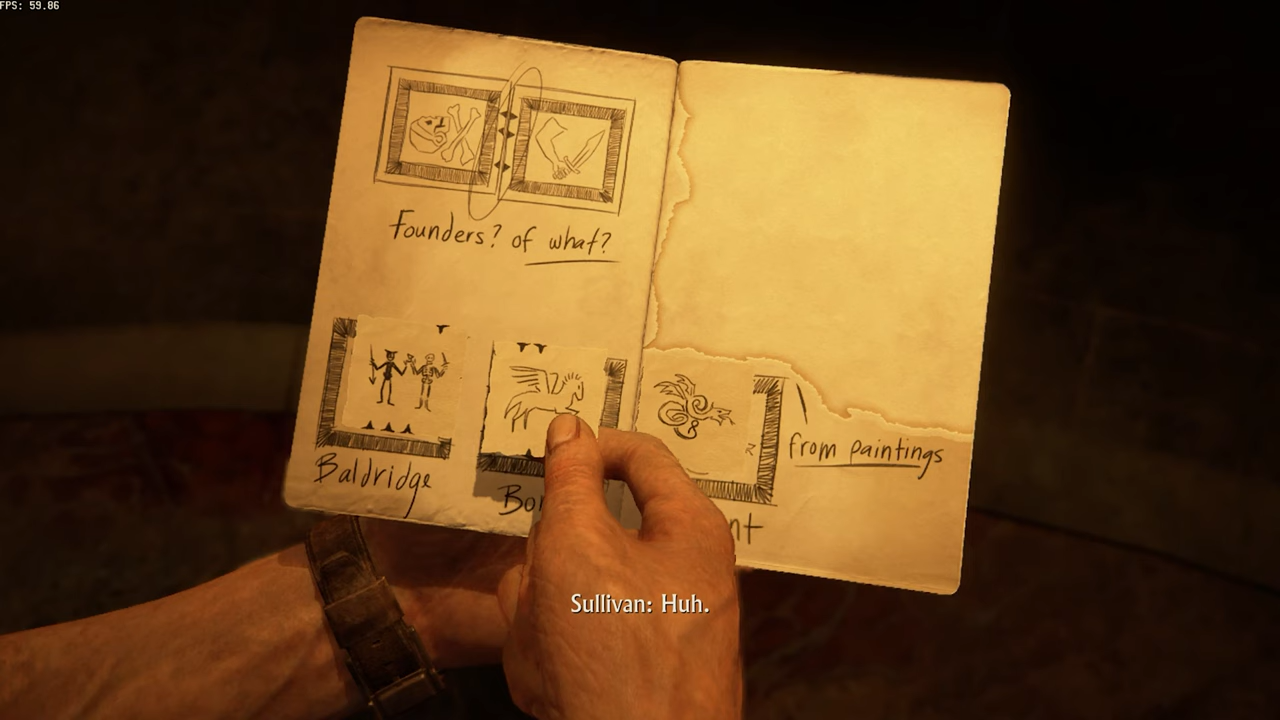 FPS: 59.86
Founders? of what?
from paintings
Baldridge
Sullivan: Huh.